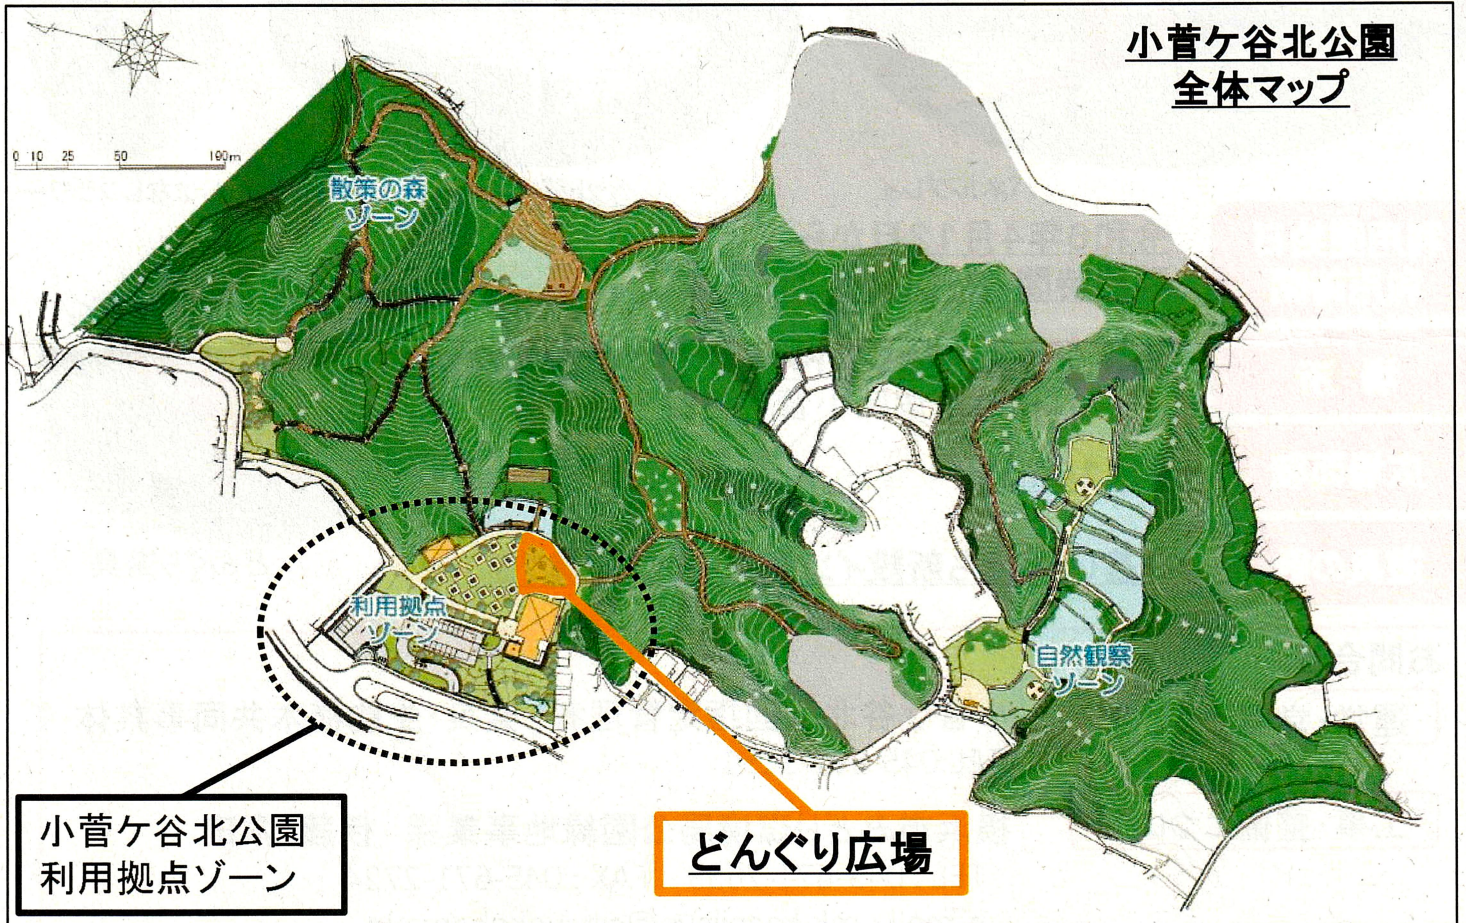 小菅ケ谷北公園
全体マップ
0 10 25 50 100m
散策の森
ゾーン
利用拠点
ゾーン
自然観察
ゾーン
小菅ケ谷北公園
利用拠点ゾーン
どんぐり広場